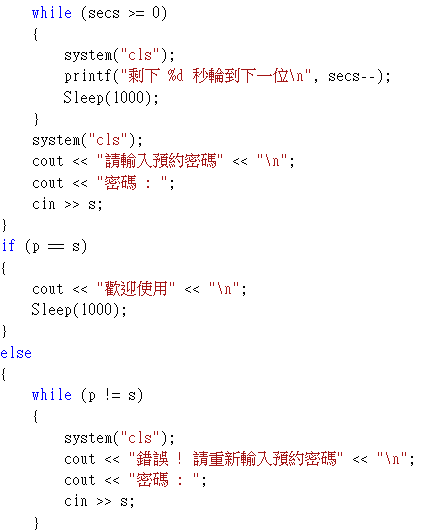 while (secs >= 0)
{
system("cls");
printf("剩下 %d 秒輪到下一位\n", secs--);
Sleep(1000);
}
system("cls");
cout << "請輸入預約密碼" << "\n";
cout << "密碼 : ";
cin >> s;
}
if (p == s)
{
cout << "歡迎使用" << "\n";
Sleep(1000);
}
else
{
while (p != s)
{
system("cls");
cout << "錯誤 ! 請重新輸入預約密碼" << "\n";
cout << "密碼 : ";
cin >> s;
}